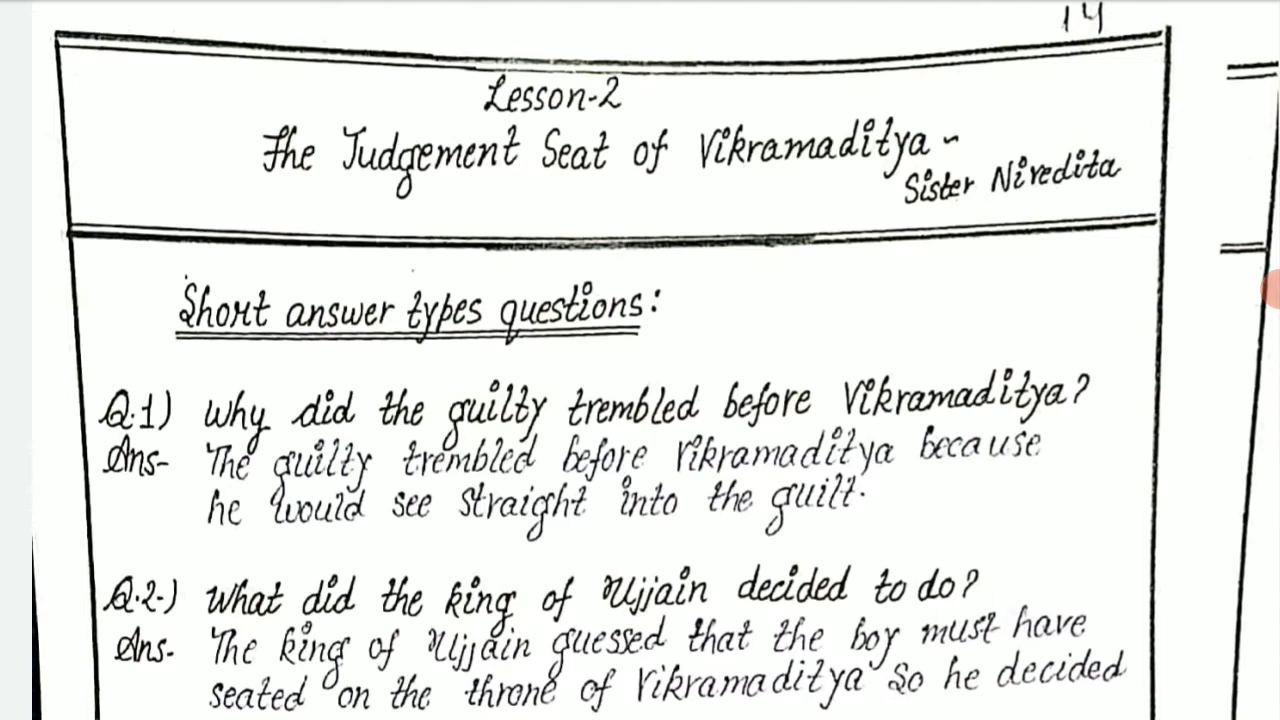 14
Lesson-2
The Judgement Seat of Vikramaditya -
Sister Nivedita
Short answer types questions:
Q.1) Why did the guilty trembled before Vikramaditya?
Ans- The guilty trembled before Vikramaditya because
he would see straight into the guilt.
Q.2-) What did the king of Ujjain decided to do?
Ans- The king of Ujjain guessed that the boy must have
seated on the throne of Vikramaditya so he decided